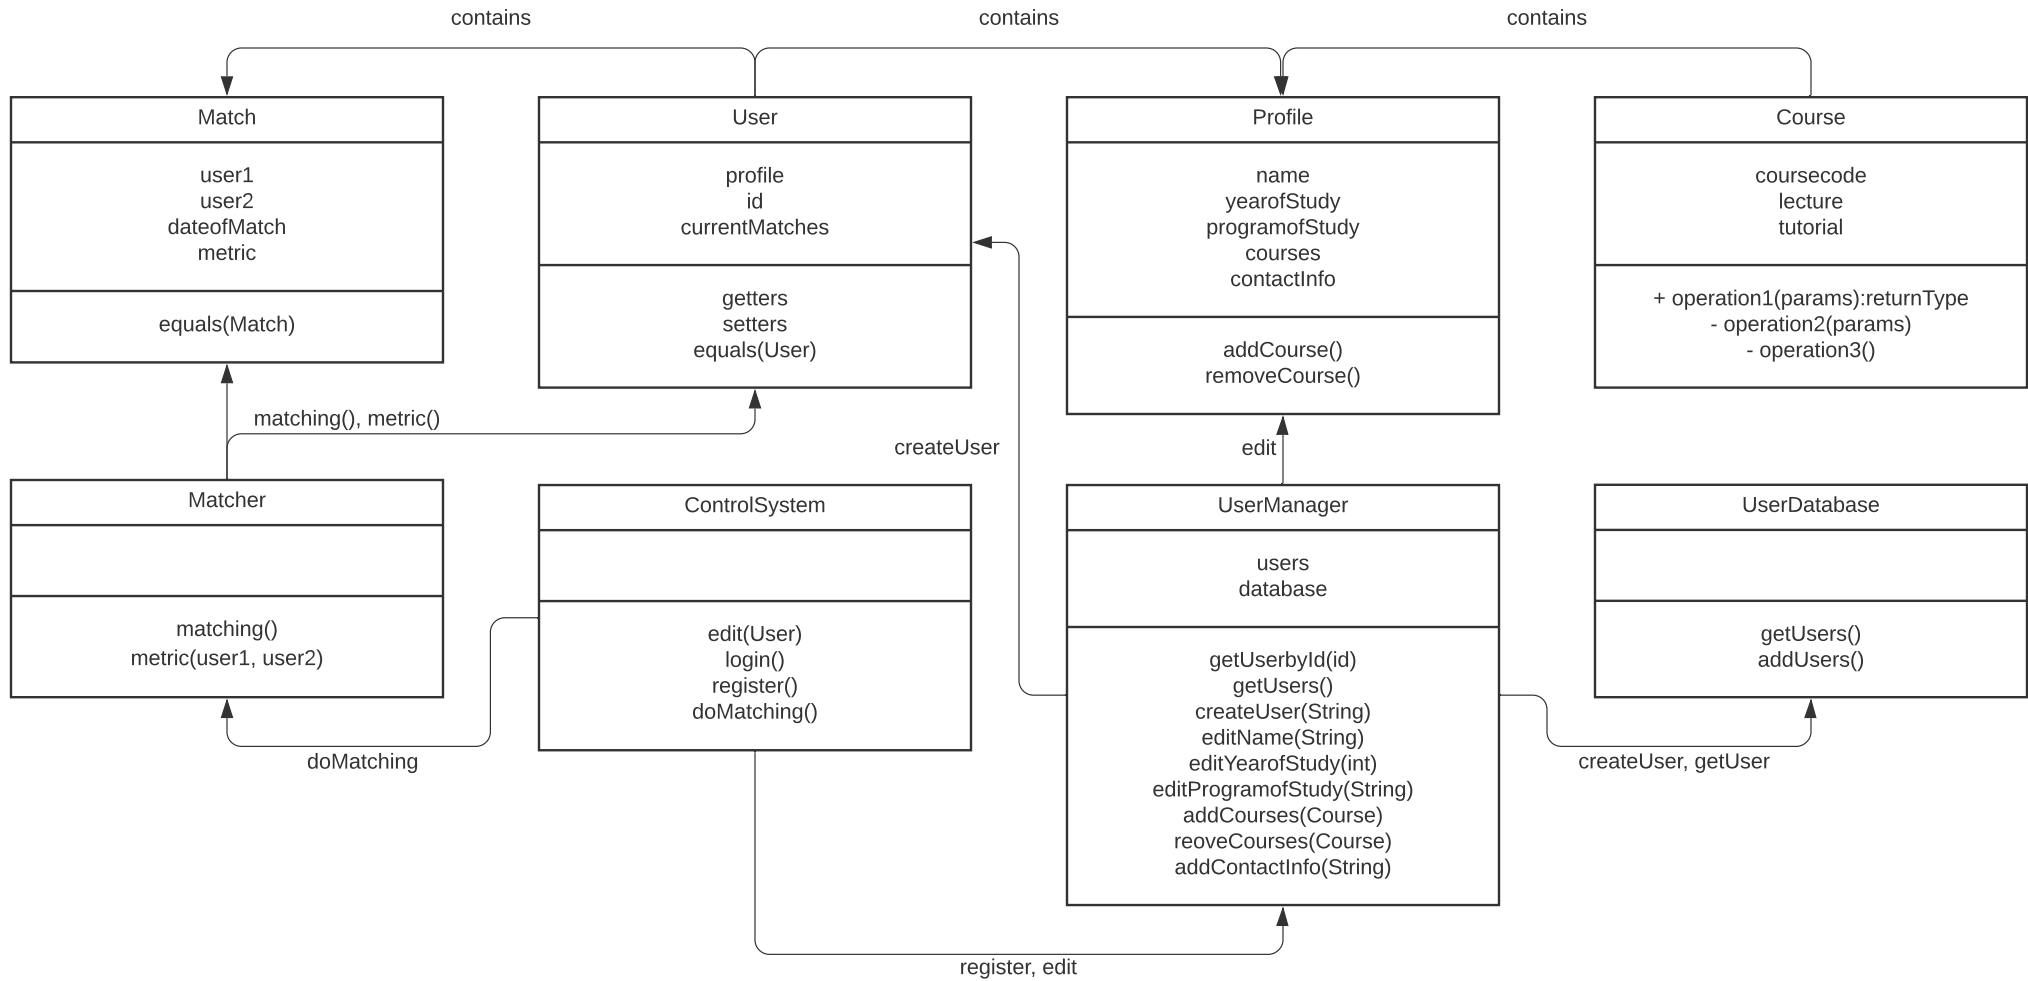 contains
contains
contains
Match
user1
user2
dateofMatch
metric
equals(Match)
User
profile
id
currentMatches
getters
setters
equals(User)
Profile
name
yearofStudy
programofStudy
courses
contactInfo
addCourse()
removeCourse()
Course
coursecode
lecture
tutorial
+ operation1(params):returnType
- operation2(params)
- operation3()
matching(), metric()
createUser
edit
Matcher
matching()
metric(user1, user2)
ControlSystem
edit(User)
login()
register()
doMatching()
UserManager
users
database
getUserbyId(id)
getUsers()
createUser(String)
editName(String)
editYearofStudy(int)
editProgramofStudy(String)
addCourses(Course)
reoveCourses(Course)
addContactInfo(String)
UserDatabase
getUsers()
addUsers()
doMatching
createUser, getUser
register, edit